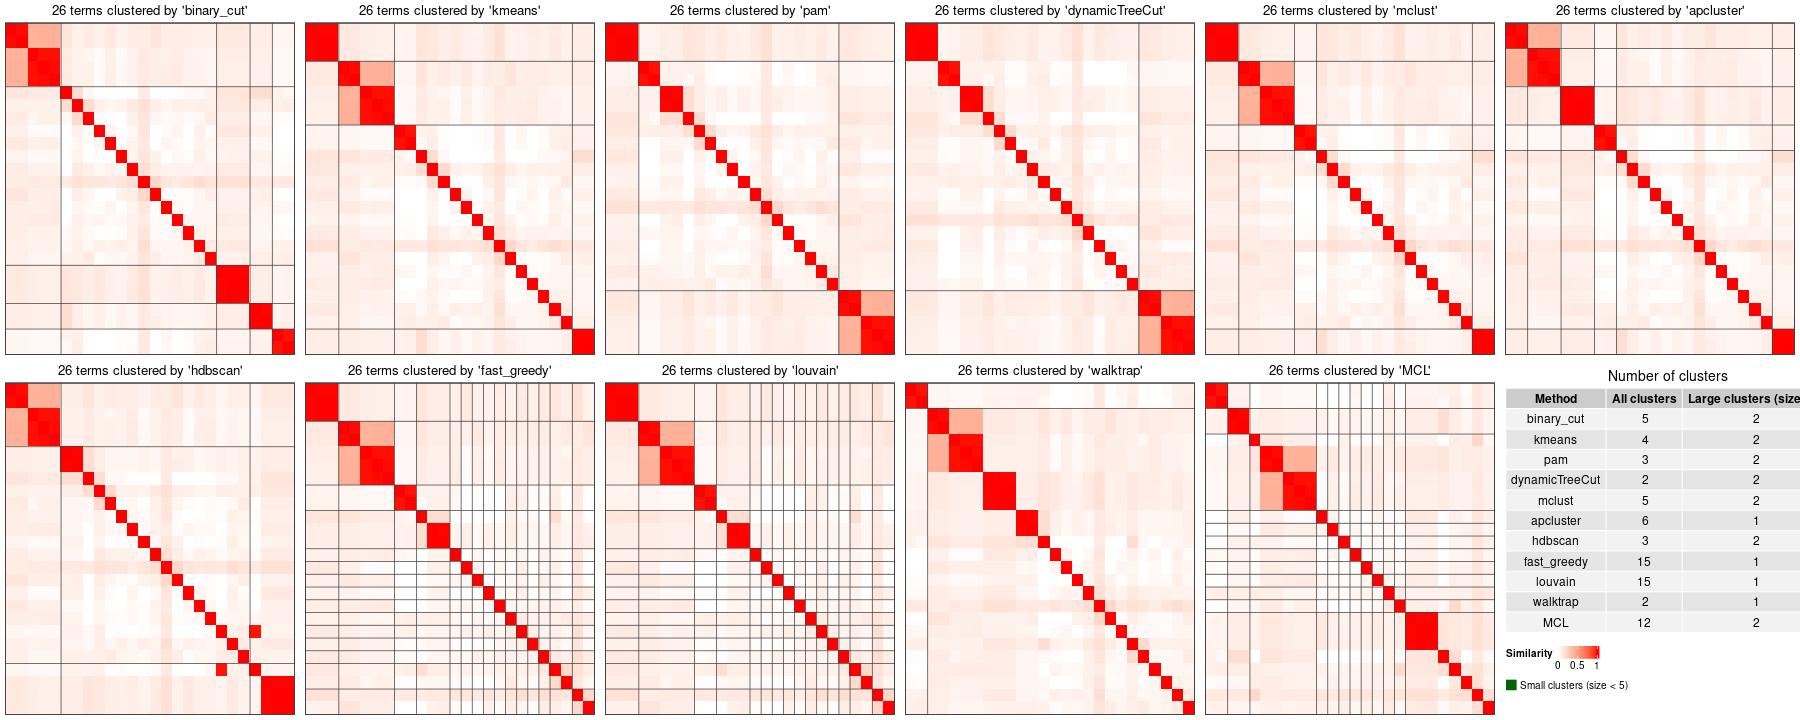 26 terms clustered by 'binary_cut'
26 terms clustered by 'kmeans'
26 terms clustered by 'pam'
26 terms clustered by 'dynamicTreeCut'
26 terms clustered by 'mclust'
26 terms clustered by 'apcluster'
26 terms clustered by 'hdbscan'
26 terms clustered by 'fast_greedy'
26 terms clustered by 'louvain'
26 terms clustered by 'walktrap'
26 terms clustered by 'MCL'
Number of clusters
Method All clusters Large clusters (size
binary_cut 5 2
kmeans 4 2
pam 3 2
dynamicTreeCut 2 2
mclust 5 2
apcluster 6 1
hdbscan 3 2
fast_greedy 15 1
louvain 15 1
walktrap 2 1
MCL 12 2
Similarity
0 0.5 1
Small clusters (size < 5)